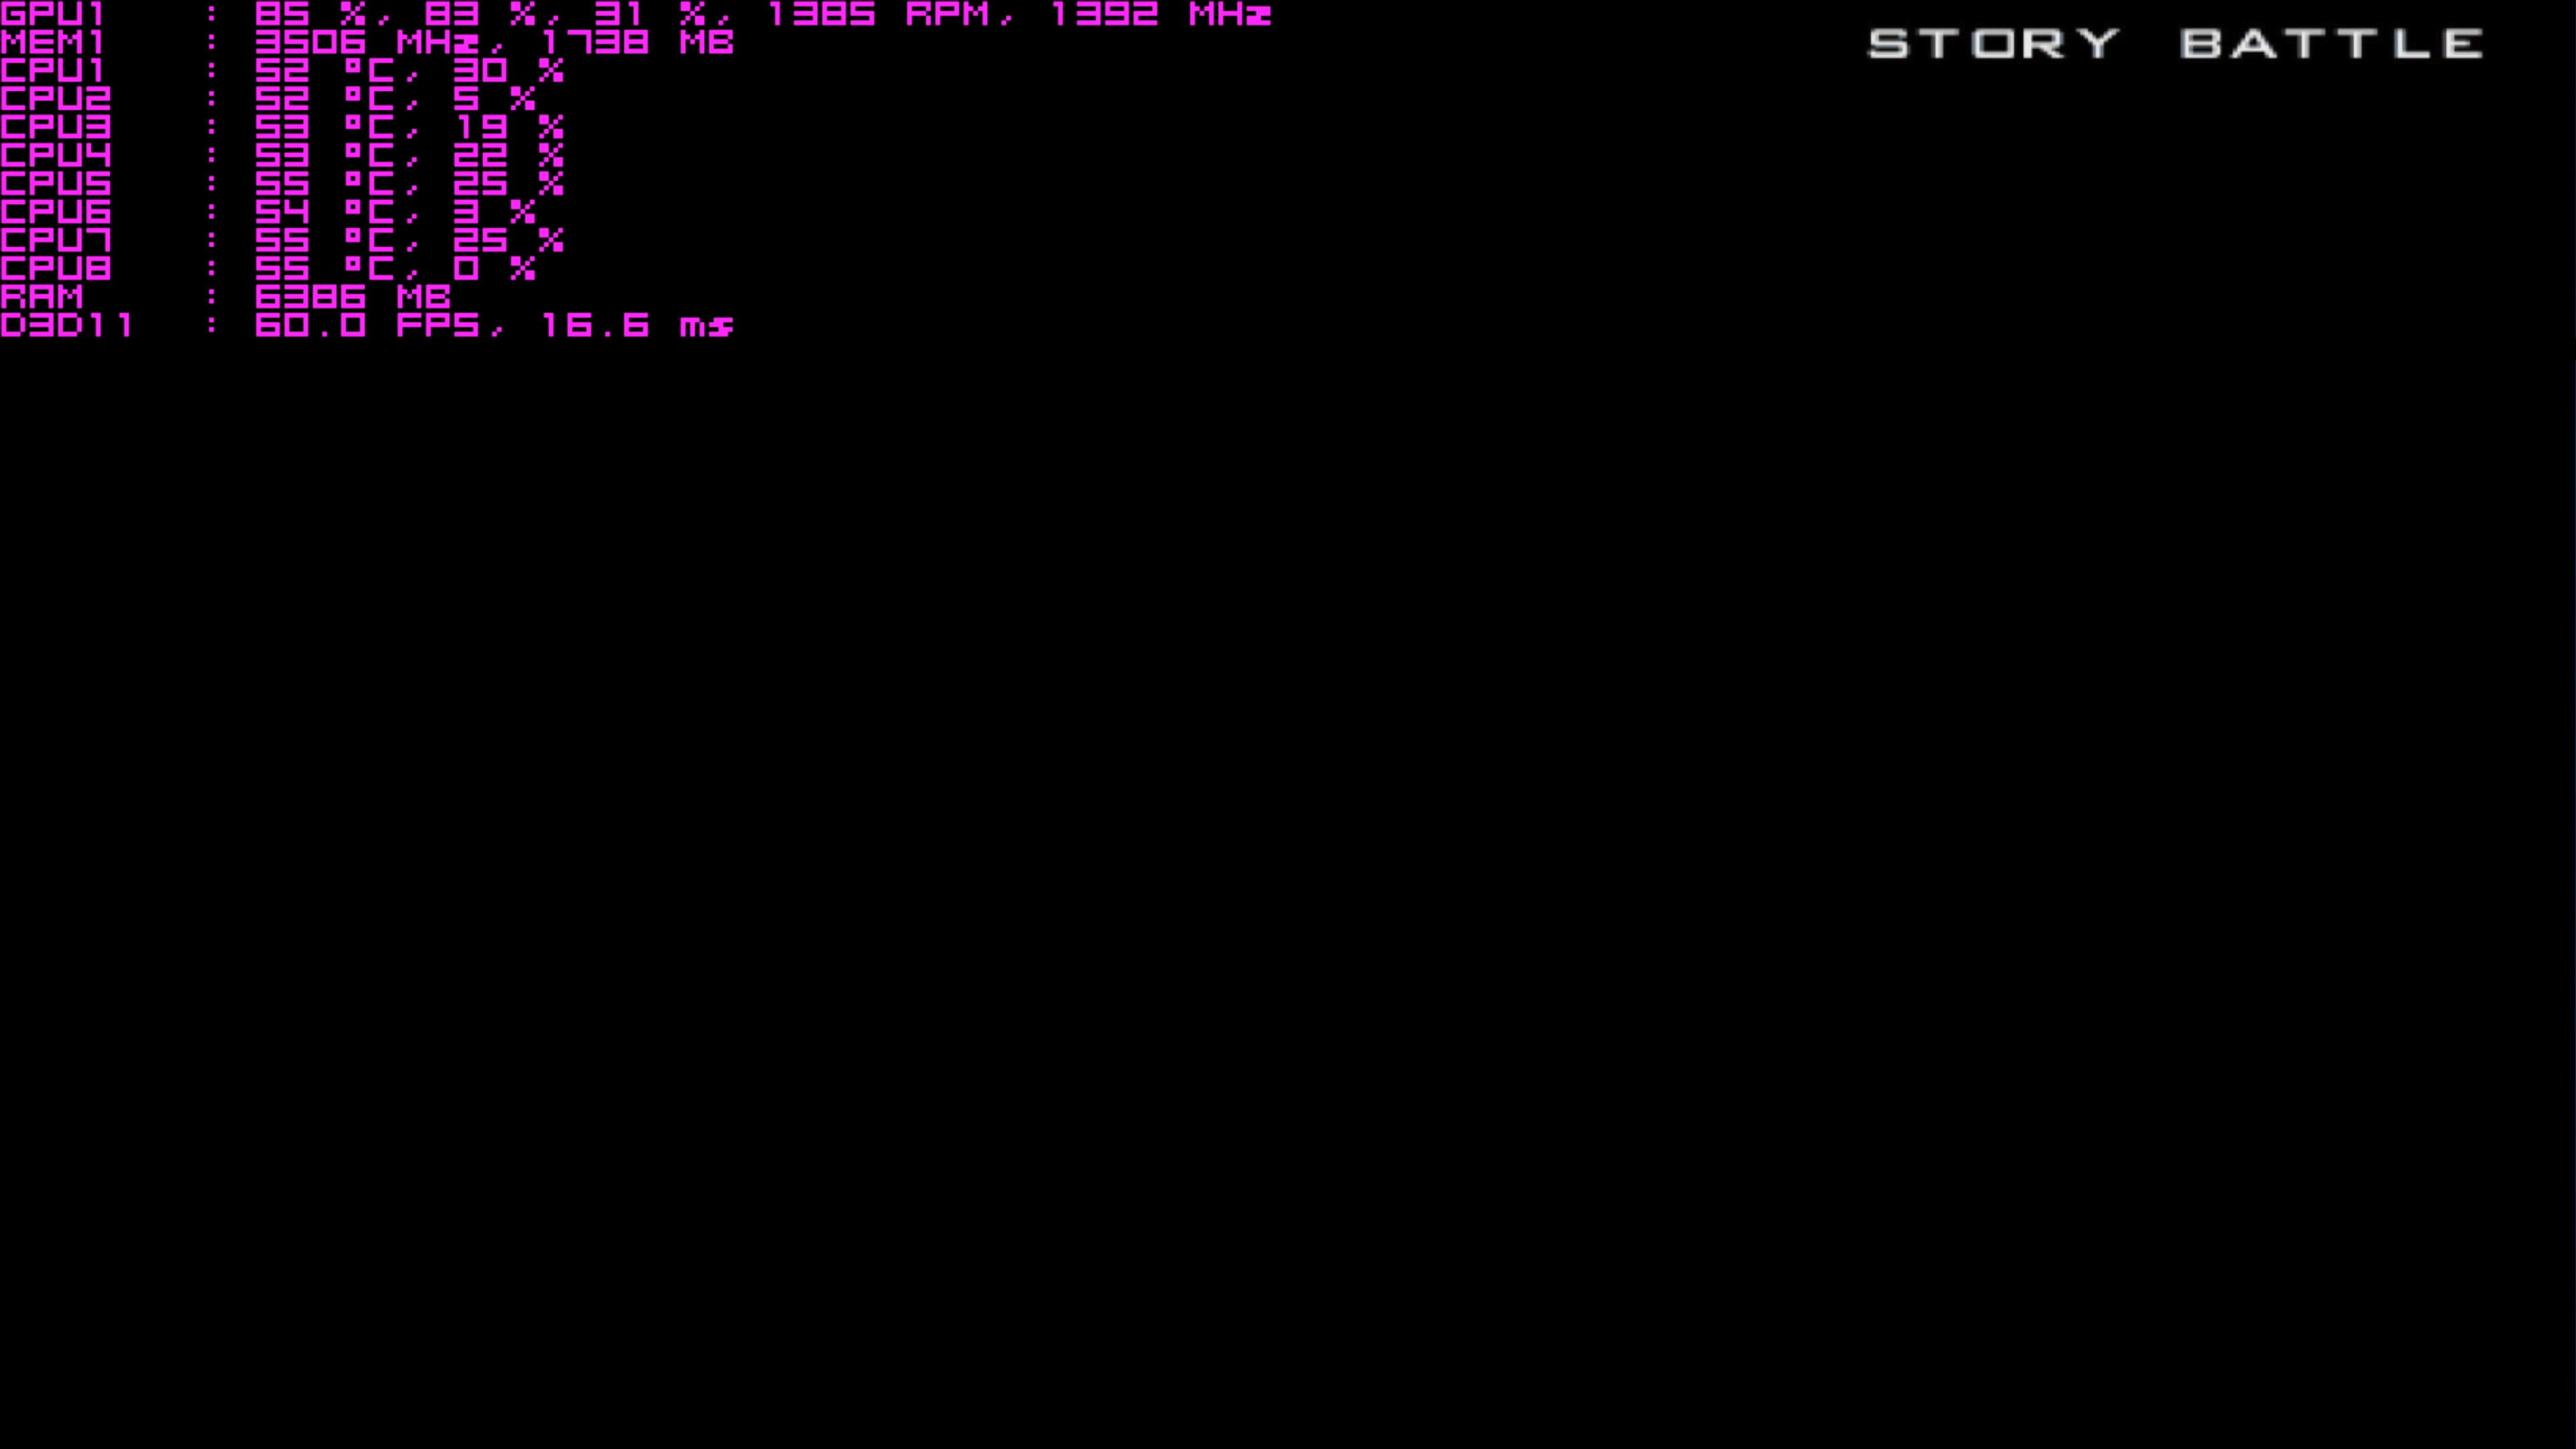 GPU1 : 85 %, 83 %, 31 %, 1385 RPM, 1392 MHz
MEM1 : 3506 MHz, 1738 MB
CPU1 : 52 °C, 30 %
CPU2 : 52 °C, 5 %
CPU3 : 53 °C, 19 %
CPU4 : 53 °C, 22 %
CPU5 : 55 °C, 25 %
CPU6 : 54 °C, 3 %
CPU7 : 55 °C, 25 %
CPU8 : 55 °C, 0 %
RAM : 6386 MB
D3D11 : 60.0 FPS, 16.6 ms
STORY BATTLE